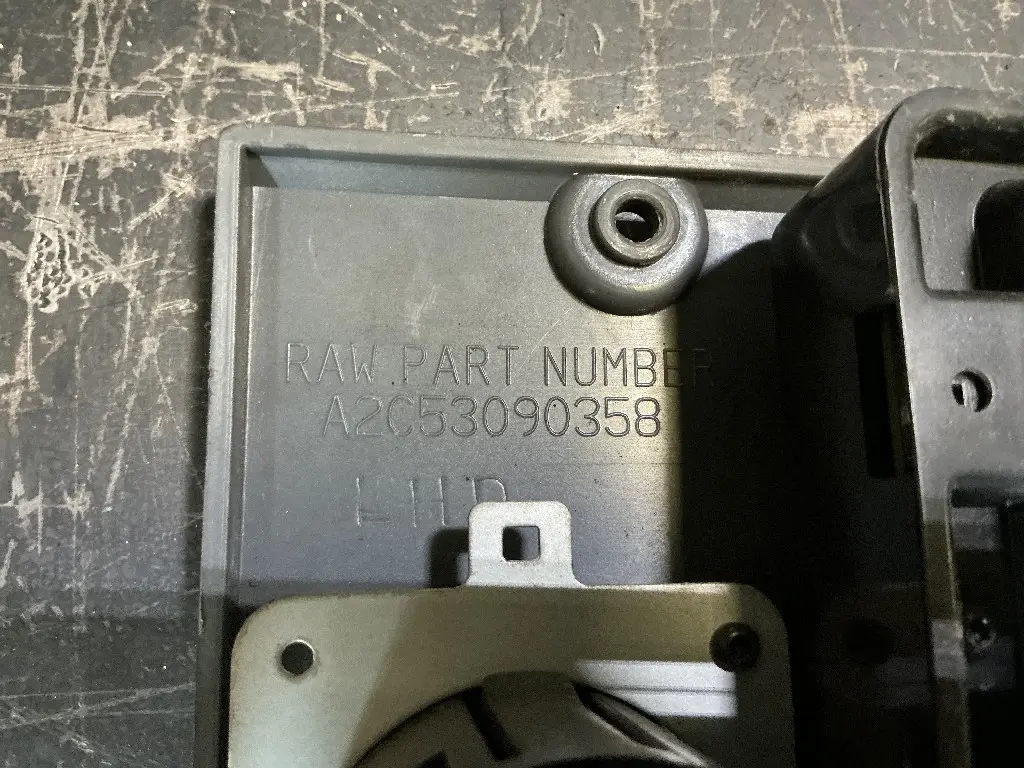 RAW PART NUMBER
A2C53090358
LHD